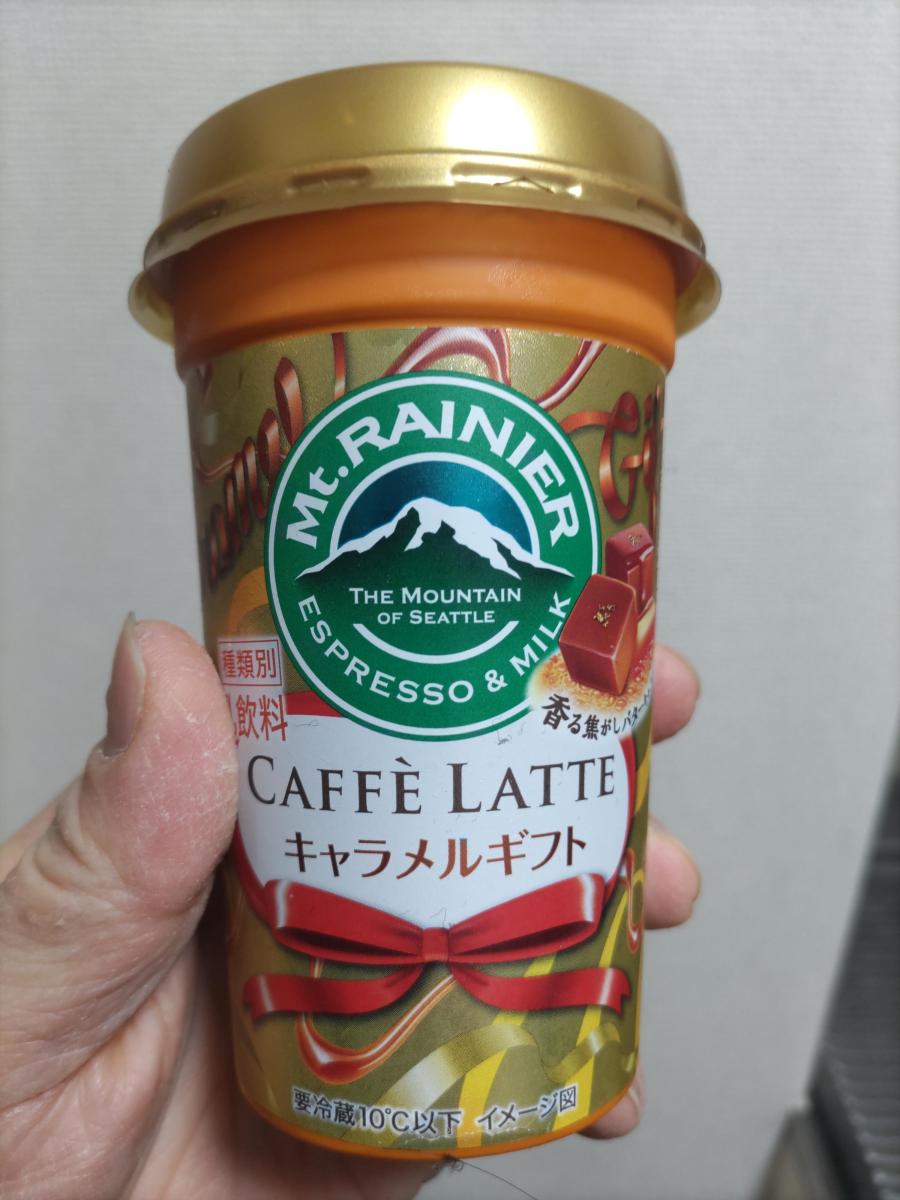 Mt. RAINIER
THE MOUNTAIN
OF SEATTLE
ESPRESSO & MILK
種類別
飲料
香る焦がしバター
CAFFÈ LATTE
キャラメルギフト
要冷蔵10℃以下 イメージ図